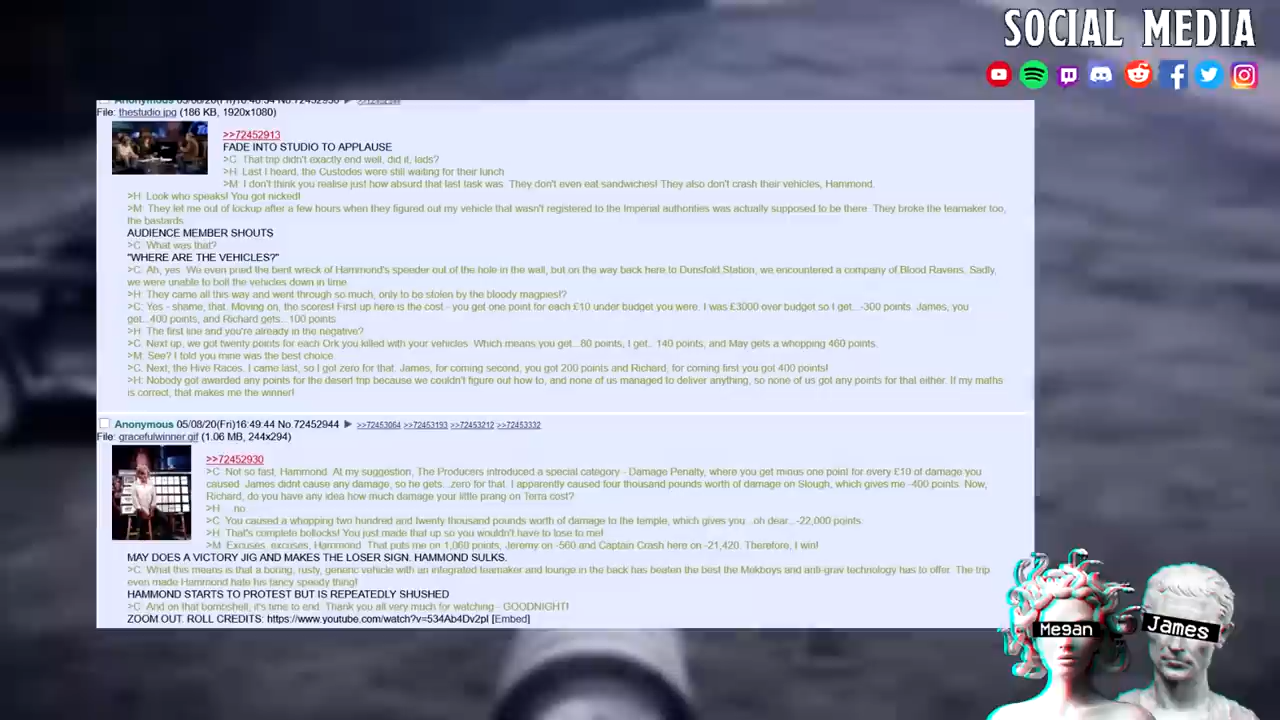 SOCIAL MEDIA
Anonymous 05/08/20(Fri)16:48:34 No.72452930 ▶ >>72452944
File: thestudio.jpg (186 KB, 1920x1080)
>>72452913
FADE INTO STUDIO TO APPLAUSE
>C: That trip didn't exactly end well, did it, lads?
>H: Last I heard, the Custodes were still waiting for their lunch
>M: I don't think you realise just how absurd that last task was. They don't even eat sandwiches! They also don't crash their vehicles, Hammond.
>H: Look who speaks! You got nicked!
>M: They let me out of lockup after a few hours when they figured out my vehicle that wasn't registered to the Imperial authorities was actually supposed to be there. They broke the teamaker too,
the bastards.
AUDIENCE MEMBER SHOUTS
>C: What was that?
"WHERE ARE THE VEHICLES?"
>C: Ah, yes. We even pried the bent wreck of Hammond's speeder out of the hole in the wall, but on the way back here to Dunsfold Station, we encountered a company of Blood Ravens. Sadly,
we were unable to bolt the vehicles down in time.
>H: They came all this way and went through so much, only to be stolen by the bloody magpies!?
>C: Yes - shame, that. Moving on, the scores! First up here is the cost - you got one point for each £10 under budget you were. I was £3000 over budget so I get...-300 points. James, you
get...400 points, and Richard gets... 100 points.
>H: The first line and you're already in the negative?
>C: Next up, we got twenty points for each Ork you killed with your vehicles. Which means you get...80 points, I get.. 140 points, and May gets a whopping 460 points.
>M: See? I told you mine was the best choice.
>C: Next, the Hive Races. I came last, so I got zero for that. James, for coming second, you got 200 points and Richard, for coming first you got 400 points!
>H: Nobody got awarded any points for the desert trip because we couldn't figure out how to, and none of us managed to deliver anything, so none of us got any points for that either. If my maths
is correct, that makes me the winner!
Anonymous 05/08/20(Fri)16:49:44 No.72452944 ▶ >>72453064 >>72453193 >>72453212 >>72453332
File: gracefulwinner.gif (1.06 MB, 244x294)
>>72452930
>C: Not so fast, Hammond. At my suggestion, The Producers introduced a special category - Damage Penalty, where you get minus one point for every £10 of damage you
caused. James didnt cause any damage, so he gets...zero for that. I apparently caused four thousand pounds worth of damage on Slough, which gives me -400 points. Now,
Richard, do you have any idea how much damage your little prang on Terra cost?
>H: ...no
>C: You caused a whopping two hundred and twenty thousand pounds worth of damage to the temple, which gives you...oh dear...-22,000 points.
>H: That's complete bollocks! You just made that up so you wouldn't have to lose to me!
>M: Excuses, excuses, Hammond. That puts me on 1,060 points, Jeremy on -560 and Captain Crash here on -21,420. Therefore, I win!
MAY DOES A VICTORY JIG AND MAKES THE LOSER SIGN. HAMMOND SULKS.
>C: What this means is that a boring, rusty, generic vehicle with an integrated teamaker and lounge in the back has beaten the best the Mekboys and anti-grav technology has to offer. The trip
even made Hammond hate his fancy speedy thing!
HAMMOND STARTS TO PROTEST BUT IS REPEATEDLY SHUSHED
>C: And on that bombshell, it's time to end. Thank you all very much for watching - GOODNIGHT!
ZOOM OUT. ROLL CREDITS: https://www.youtube.com/watch?v=534Ab4Dv2pI [Embed]
Megan
James